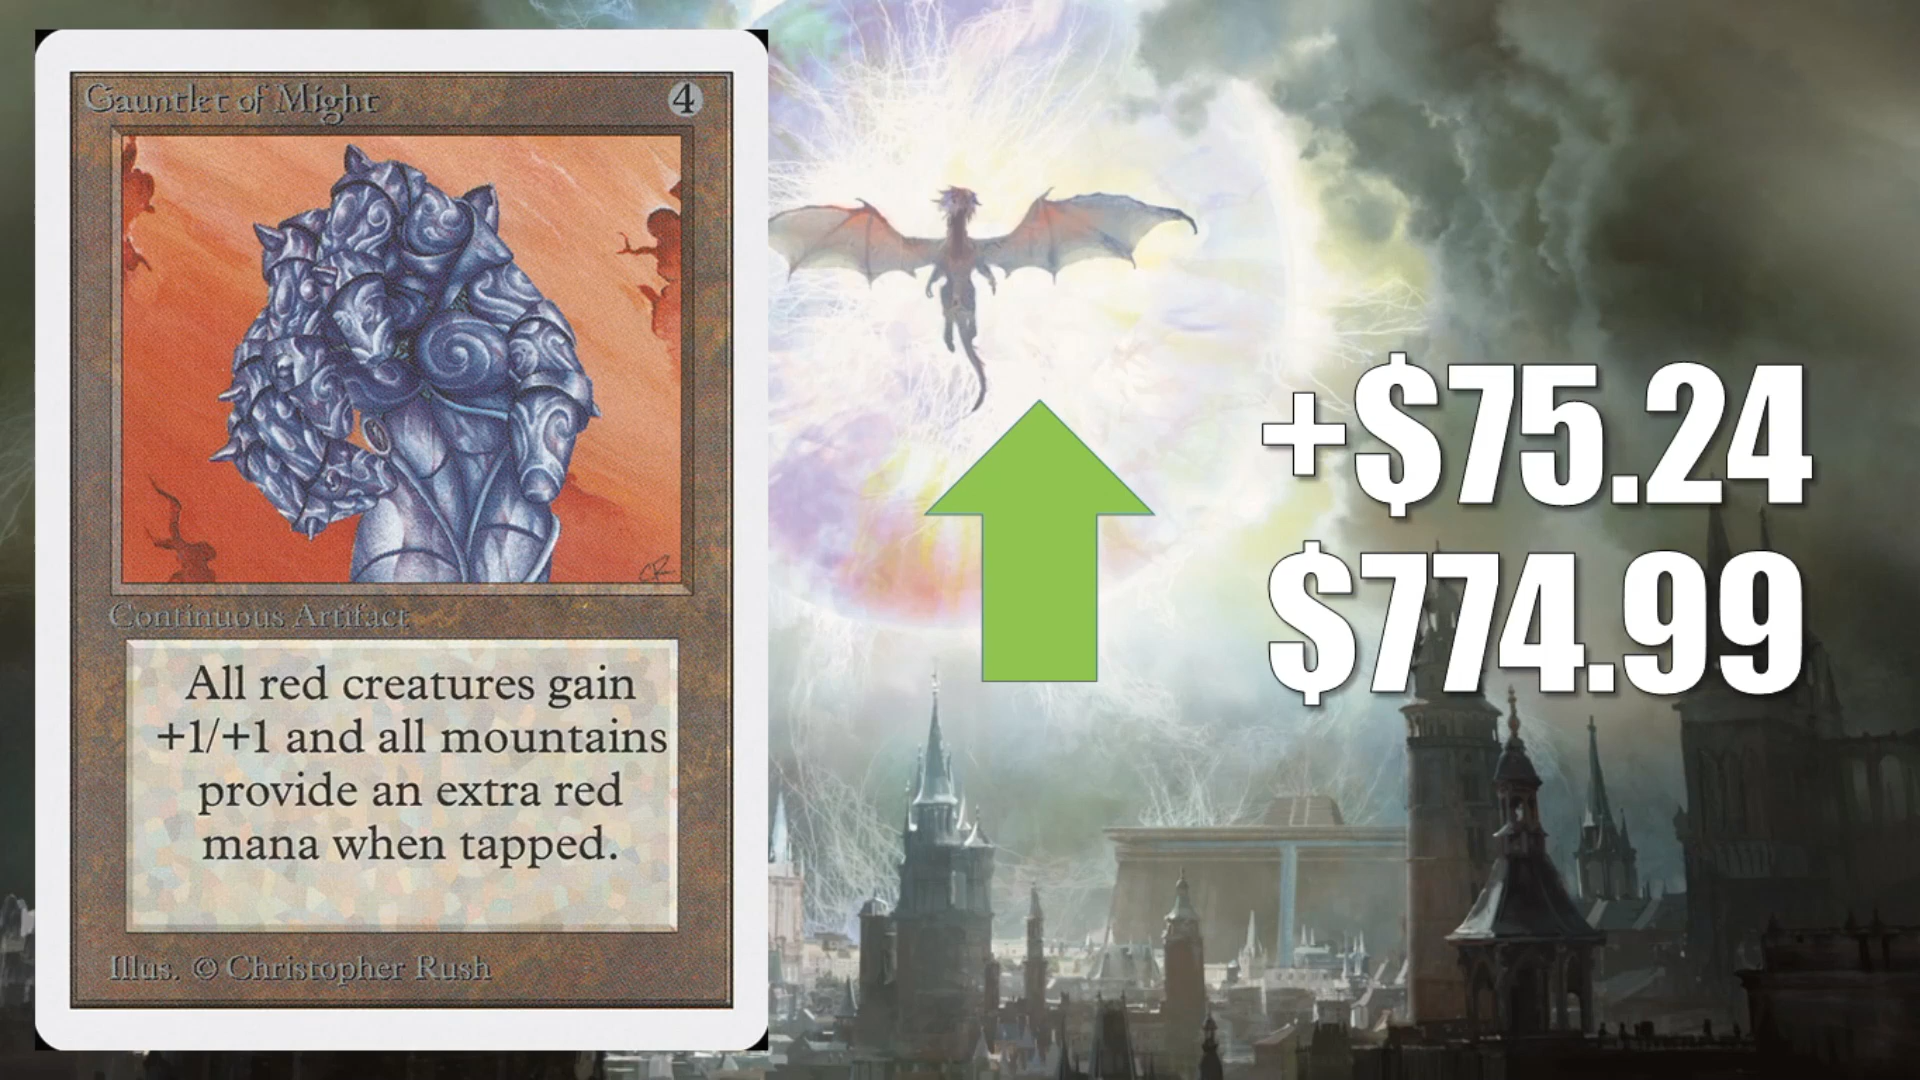 Gauntlet of Might
4
CR
Continuous Artifact
All red creatures gain
+1/+1 and all mountains
provide an extra red
mana when tapped.
Illus. © Christopher Rush
+$75.24
$774.99